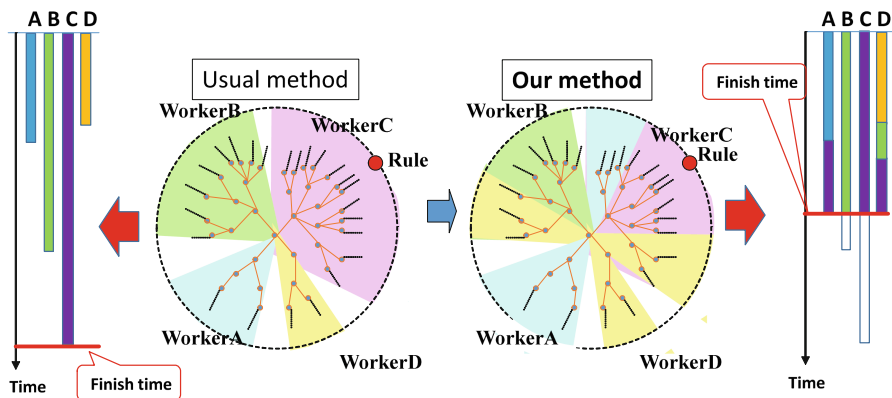 A B C D
Time
Finish time
Usual method
WorkerB
WorkerC
Rule
WorkerA
WorkerD
Our method
WorkerB
WorkerC
Rule
WorkerA
WorkerD
Finish time
A B C D
Time